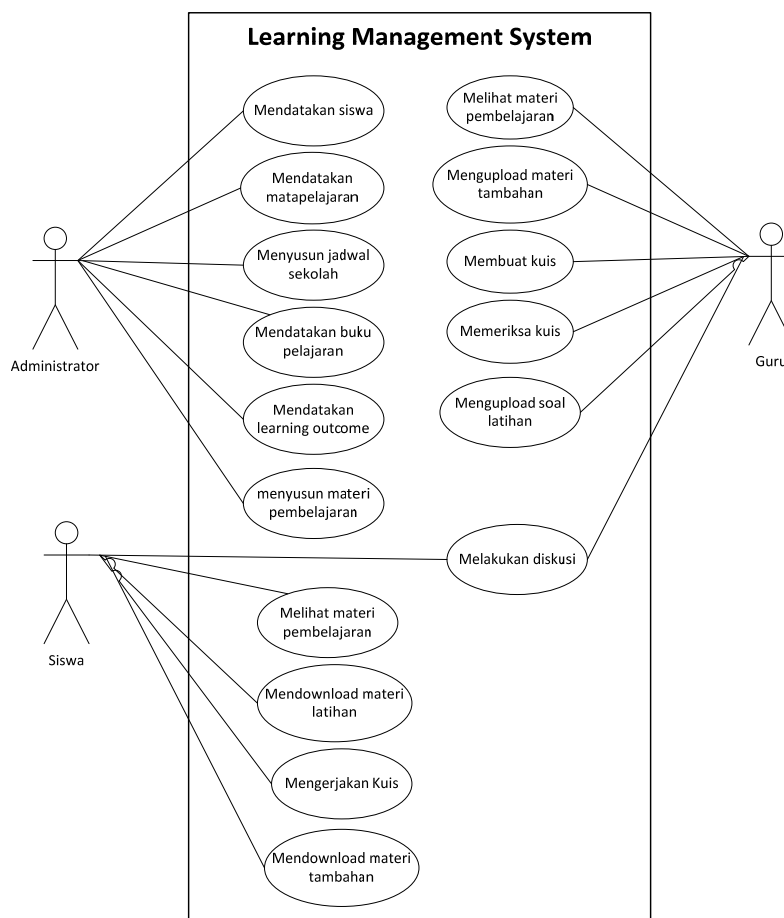 Learning Management System
Mendatakan siswa
Mendatakan
matapelajaran
Menyusun jadwal
sekolah
Mendatakan buku
pelajaran
Mendatakan
learning outcome
menyusun materi
pembelajaran
Administrator
Melihat materi
pembelajaran
Mengupload materi
tambahan
Membuat kuis
Memeriksa kuis
Mengupload soal
latihan
Melakukan diskusi
Guru
Siswa
Melihat materi
pembelajaran
Mendownload materi
latihan
Mengerjakan Kuis
Mendownload materi
tambahan